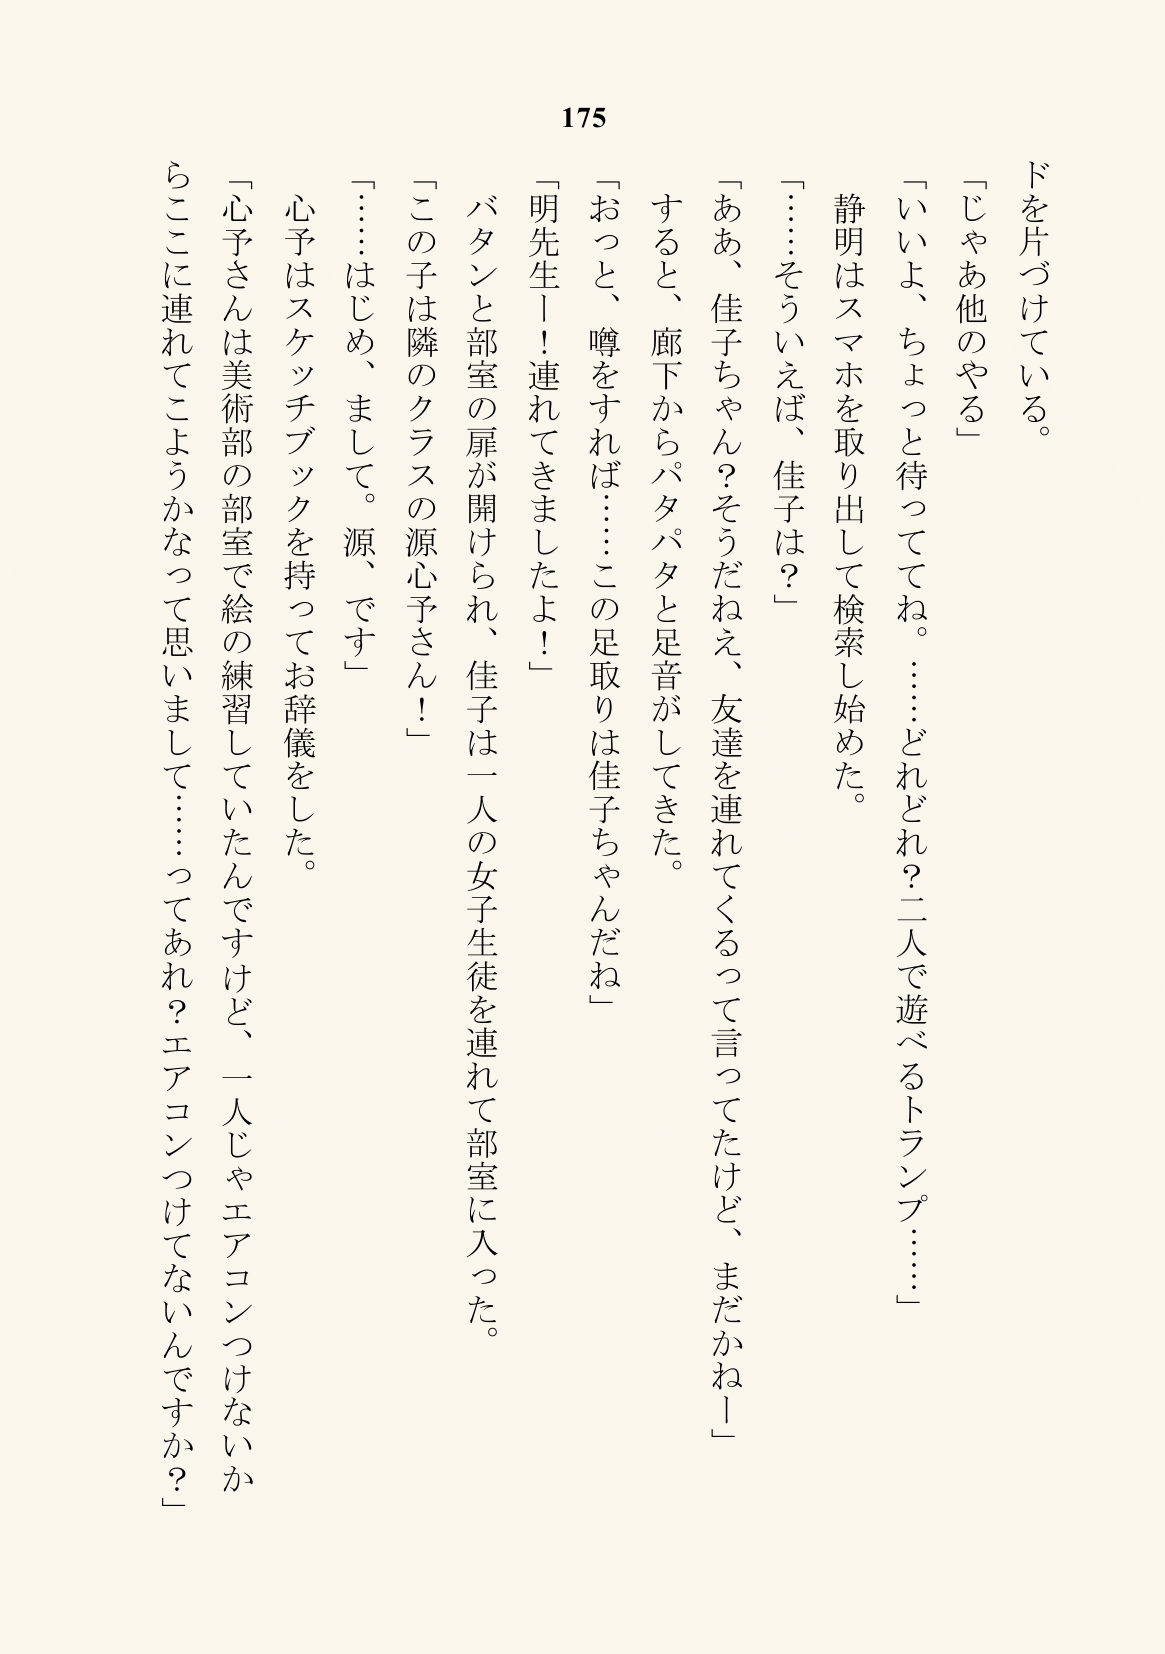 175
ドを片づけている。
「じゃあ他のやる」
「いいよ、ちょっと待っててね。……どれどれ？二人で遊べるトランプ……」
静明はスマホを取り出して検索し始めた。
「……そういえば、佳子は？」
「ああ、佳子ちゃん？そうだねえ、友達を連れてくるって言ってたけど、まだかねー」
すると、廊下からパタパタと足音がしてきた。
「おっと、噂をすれば……この足取りは佳子ちゃんだね」
「明先生ー！連れてきましたよ！」
バタンと部室の扉が開けられ、佳子は一人の女子生徒を連れて部室に入った。
「この子は隣のクラスの源心予さん！」
「……はじめ、まして。源、です」
心予はスケッチブックを持ってお辞儀をした。
「心予さんは美術部の部室で絵の練習していたんですけど、一人じゃエアコンつけないか
らここに連れてこようかなって思いまして……ってあれ？エアコンつけてないんですか？」